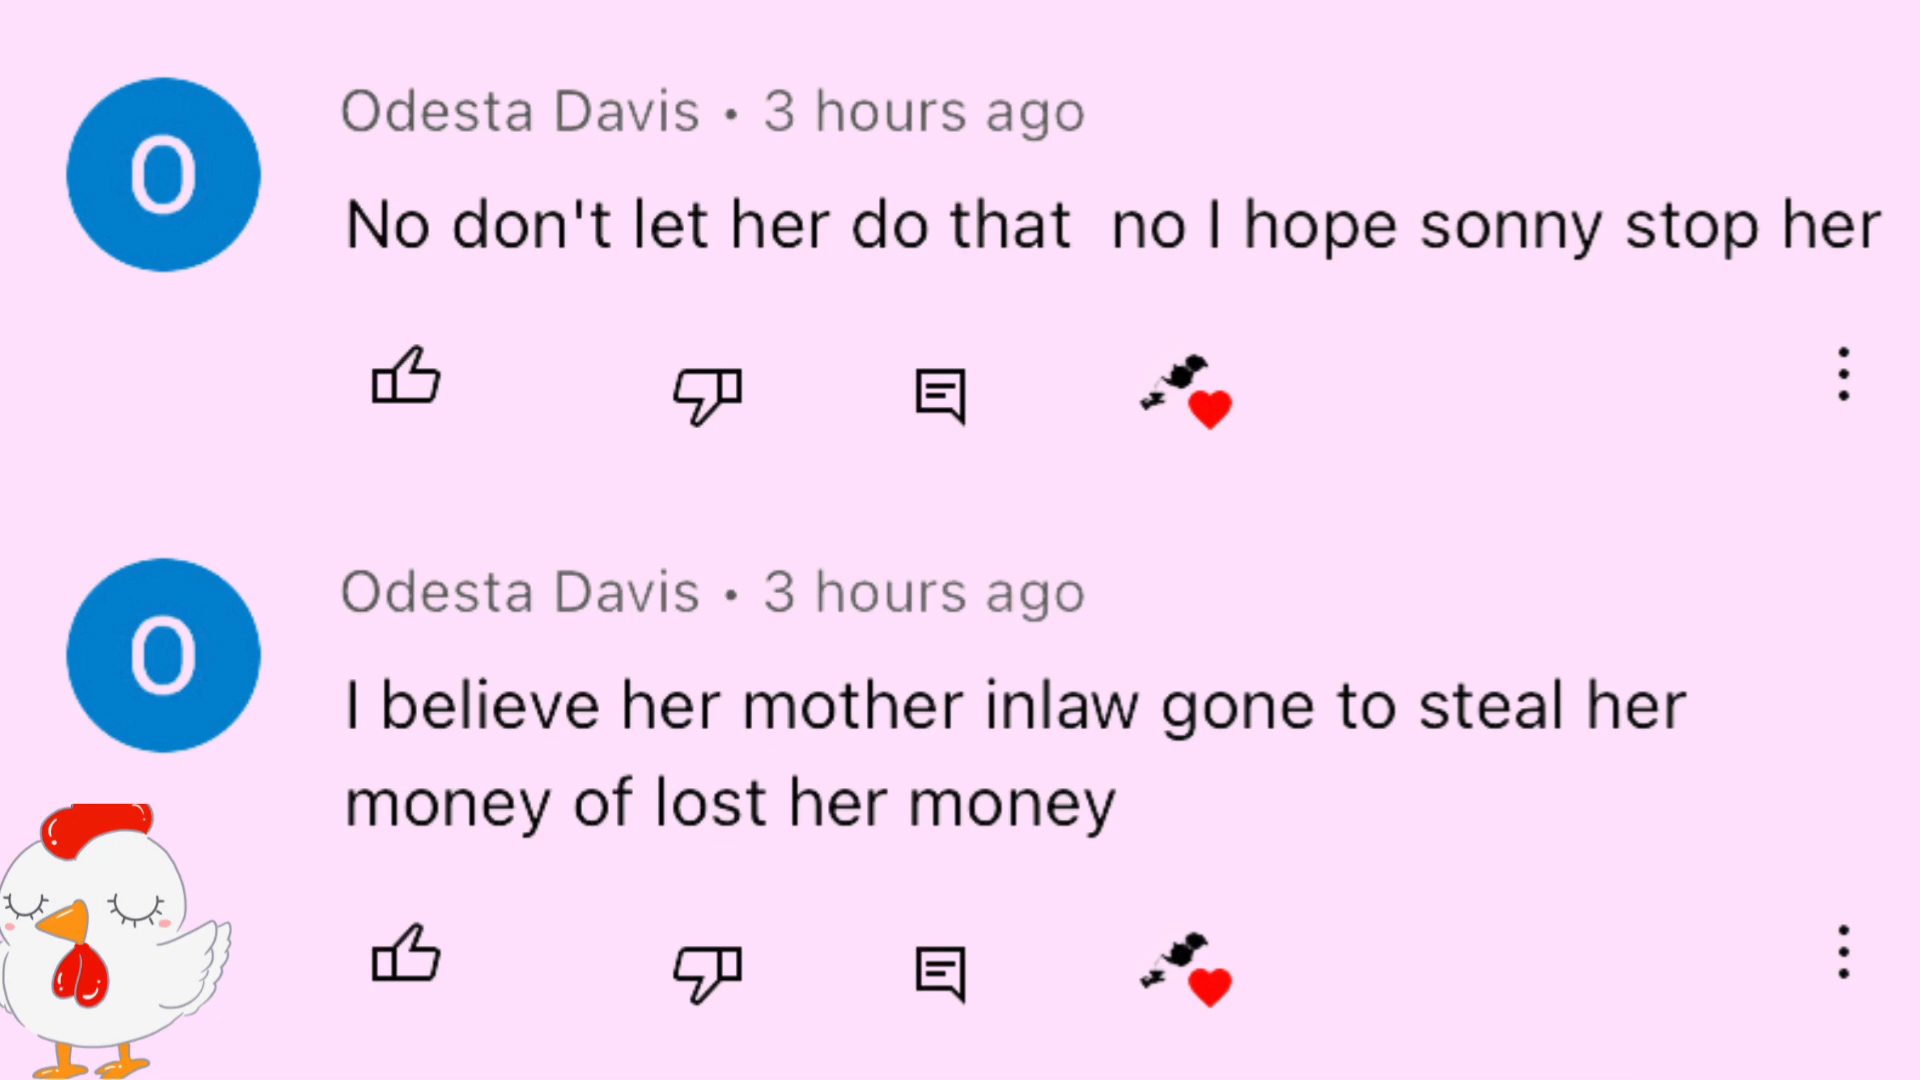 O
Odesta Davis • 3 hours ago
No don't let her do that  no I hope sonny stop her
O
Odesta Davis • 3 hours ago
I believe her mother inlaw gone to steal her
money of lost her money